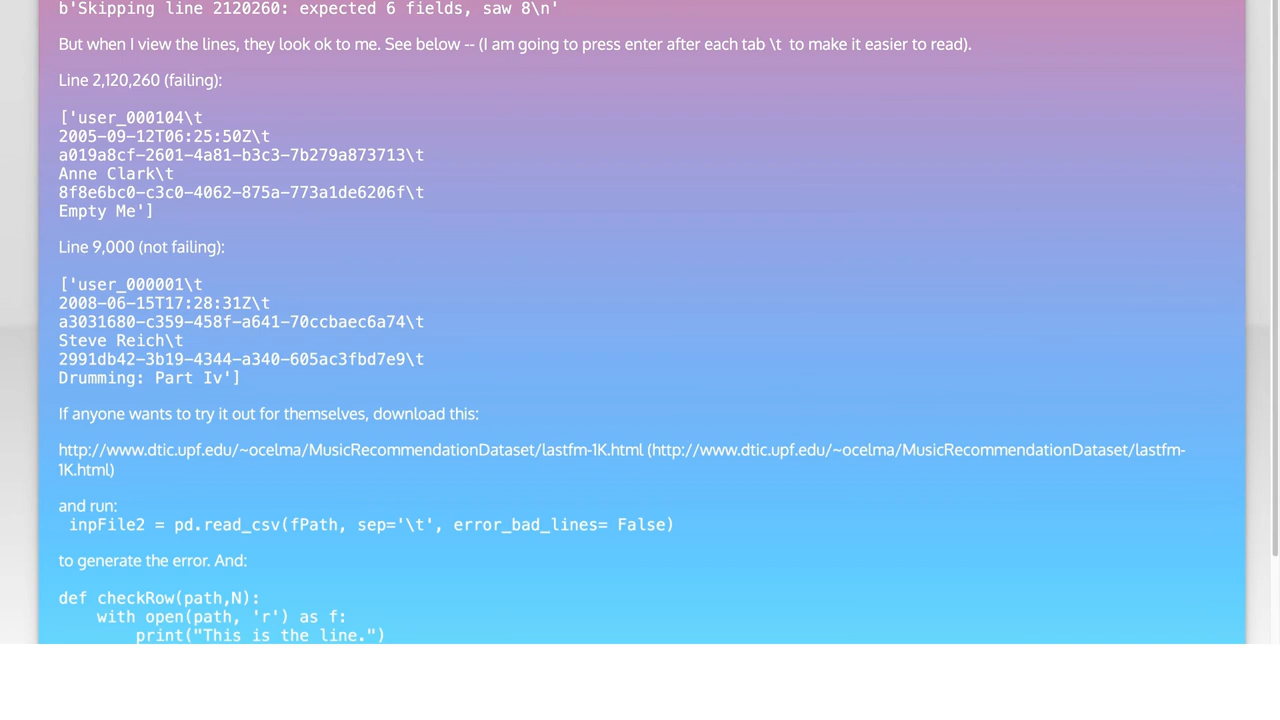 b'Skipping line 2120260: expected 6 fields, saw 8\n'
But when I view the lines, they look ok to me. See below -- (I am going to press enter after each tab \t  to make it easier to read).
Line 2,120,260 (failing):
['user_000104\t
2005-09-12T06:25:50Z\t
a019a8cf-2601-4a81-b3c3-7b279a873713\t
Anne Clark\t
8f8e6bc0-c3c0-4062-875a-773a1de6206f\t
Empty Me']
Line 9,000 (not failing):
['user_000001\t
2008-06-15T17:28:31Z\t
a3031680-c359-458f-a641-70ccbaec6a74\t
Steve Reich\t
2991db42-3b19-4344-a340-605ac3fbd7e9\t
Drumming: Part Iv']
If anyone wants to try it out for themselves, download this:
http://www.dtic.upf.edu/~ocelma/MusicRecommendationDataset/lastfm-1K.html (http://www.dtic.upf.edu/~ocelma/MusicRecommendationDataset/lastfm-
1K.html)
and run:
 inpFile2 = pd.read_csv(fPath, sep='\t', error_bad_lines= False)
to generate the error. And:
def checkRow(path,N):
    with open(path, 'r') as f:
        print("This is the line.")